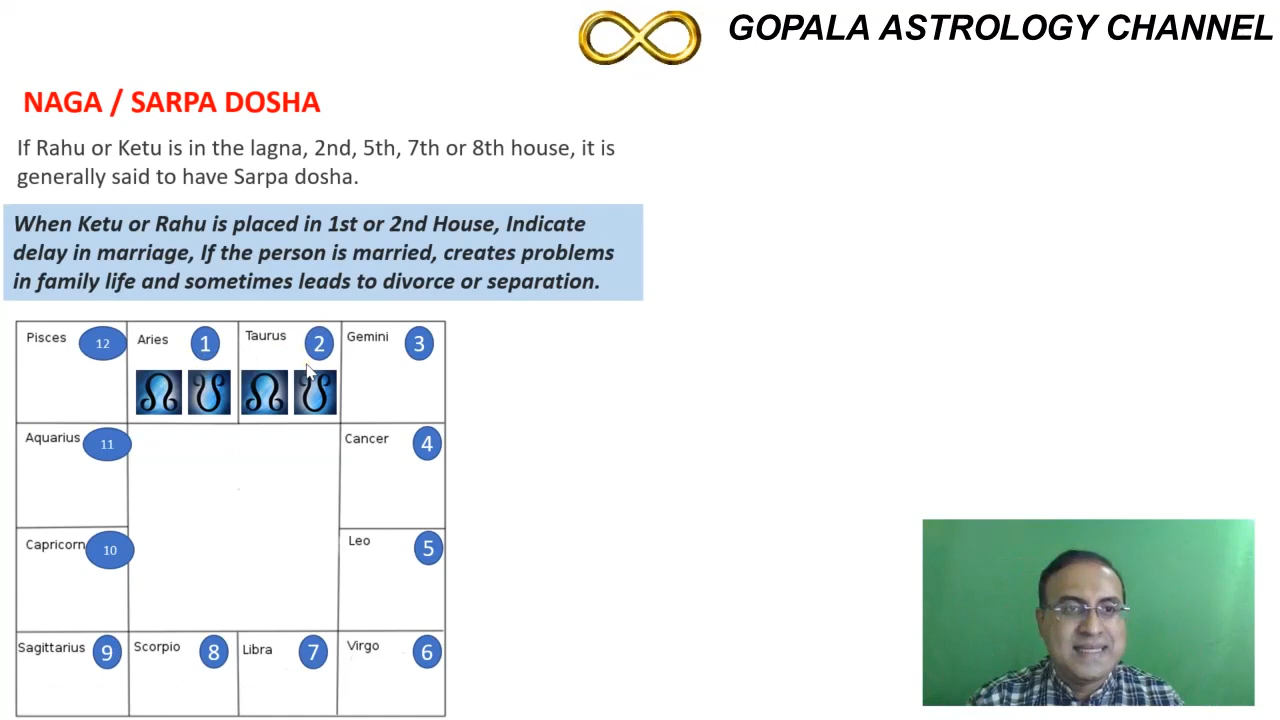 GOPALA ASTROLOGY CHANNEL
NAGA / SARPA DOSHA
If Rahu or Ketu is in the lagna, 2nd, 5th, 7th or 8th house, it is
generally said to have Sarpa dosha.
When Ketu or Rahu is placed in 1st or 2nd House, Indicate
delay in marriage, If the person is married, creates problems
in family life and sometimes leads to divorce or separation.
Pisces 12 Aries 1 Taurus 2 Gemini 3
Aquarius 11 Cancer 4
Capricorn 10 Leo 5
Sagittarius 9 Scorpio 8 Libra 7 Virgo 6